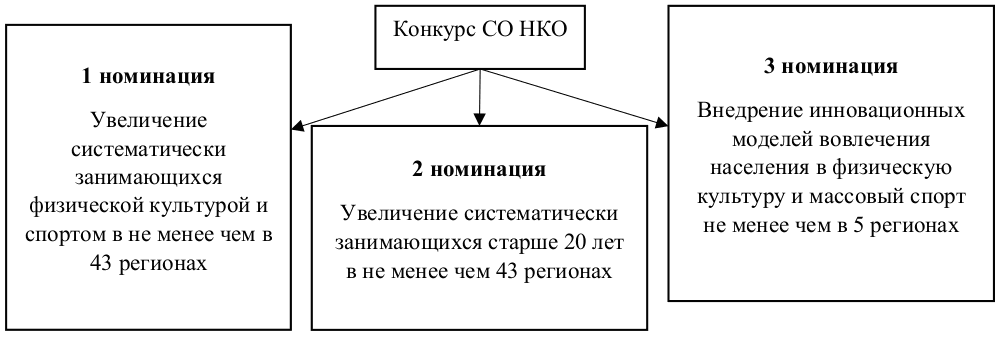 Конкурс СО НКО
1 номинация
Увеличение
систематически
занимающихся
физической культурой и
спортом в не менее чем в
43 регионах
2 номинация
Увеличение систематически
занимающихся старше 20 лет
в не менее чем 43 регионах
3 номинация
Внедрение инновационных
моделей вовлечения
населения в физическую
культуру и массовый спорт
не менее чем в 5 регионах